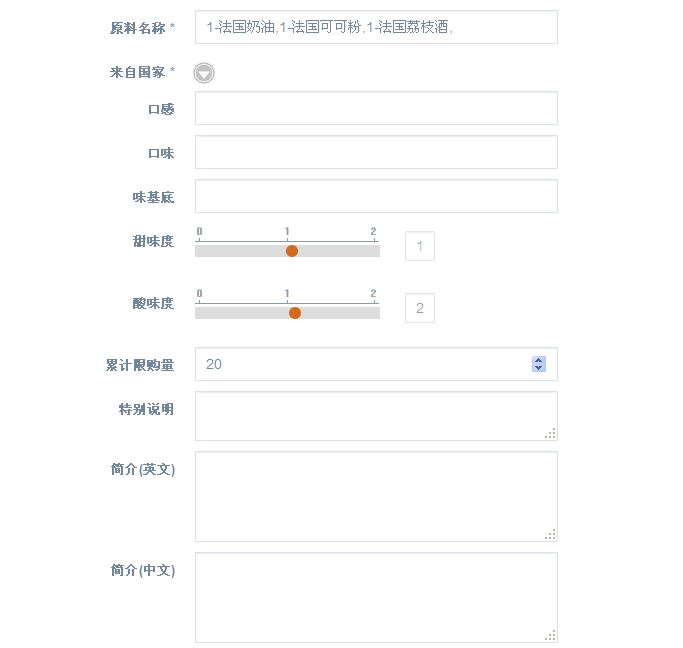 原料名称 * 1-法国奶油,1-法国可可粉,1-法国荔枝酒,
来自国家 *
口感
口味
味基底
0 1 2
甜味度 1
0 1 2
酸味度 2
累计限购量 20
特别说明
简介(英文)
简介(中文)